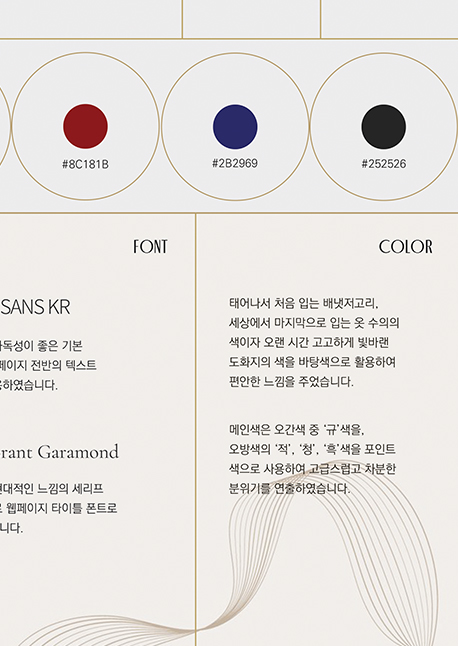 #8C181B
#2B2969
#252526
FONT
SANS KR
독성이 좋은 기본
페이지 전반의 텍스트
하였습니다.
rant Garamond
대적인 느낌의 세리프
웹페이지 타이틀 폰트로
니다.
COLOR
태어나서 처음 입는 배냇저고리,
세상에서 마지막으로 입는 옷 수의의
색이자 오랜 시간 고고하게 빛바랜
도화지의 색을 바탕색으로 활용하여
편안한 느낌을 주었습니다.
메인색은 오간색 중 ‘규’색을,
오방색의 ‘적’, ‘청’, ‘흑’색을 포인트
색으로 사용하여 고급스럽고 차분한
분위기를 연출하였습니다.